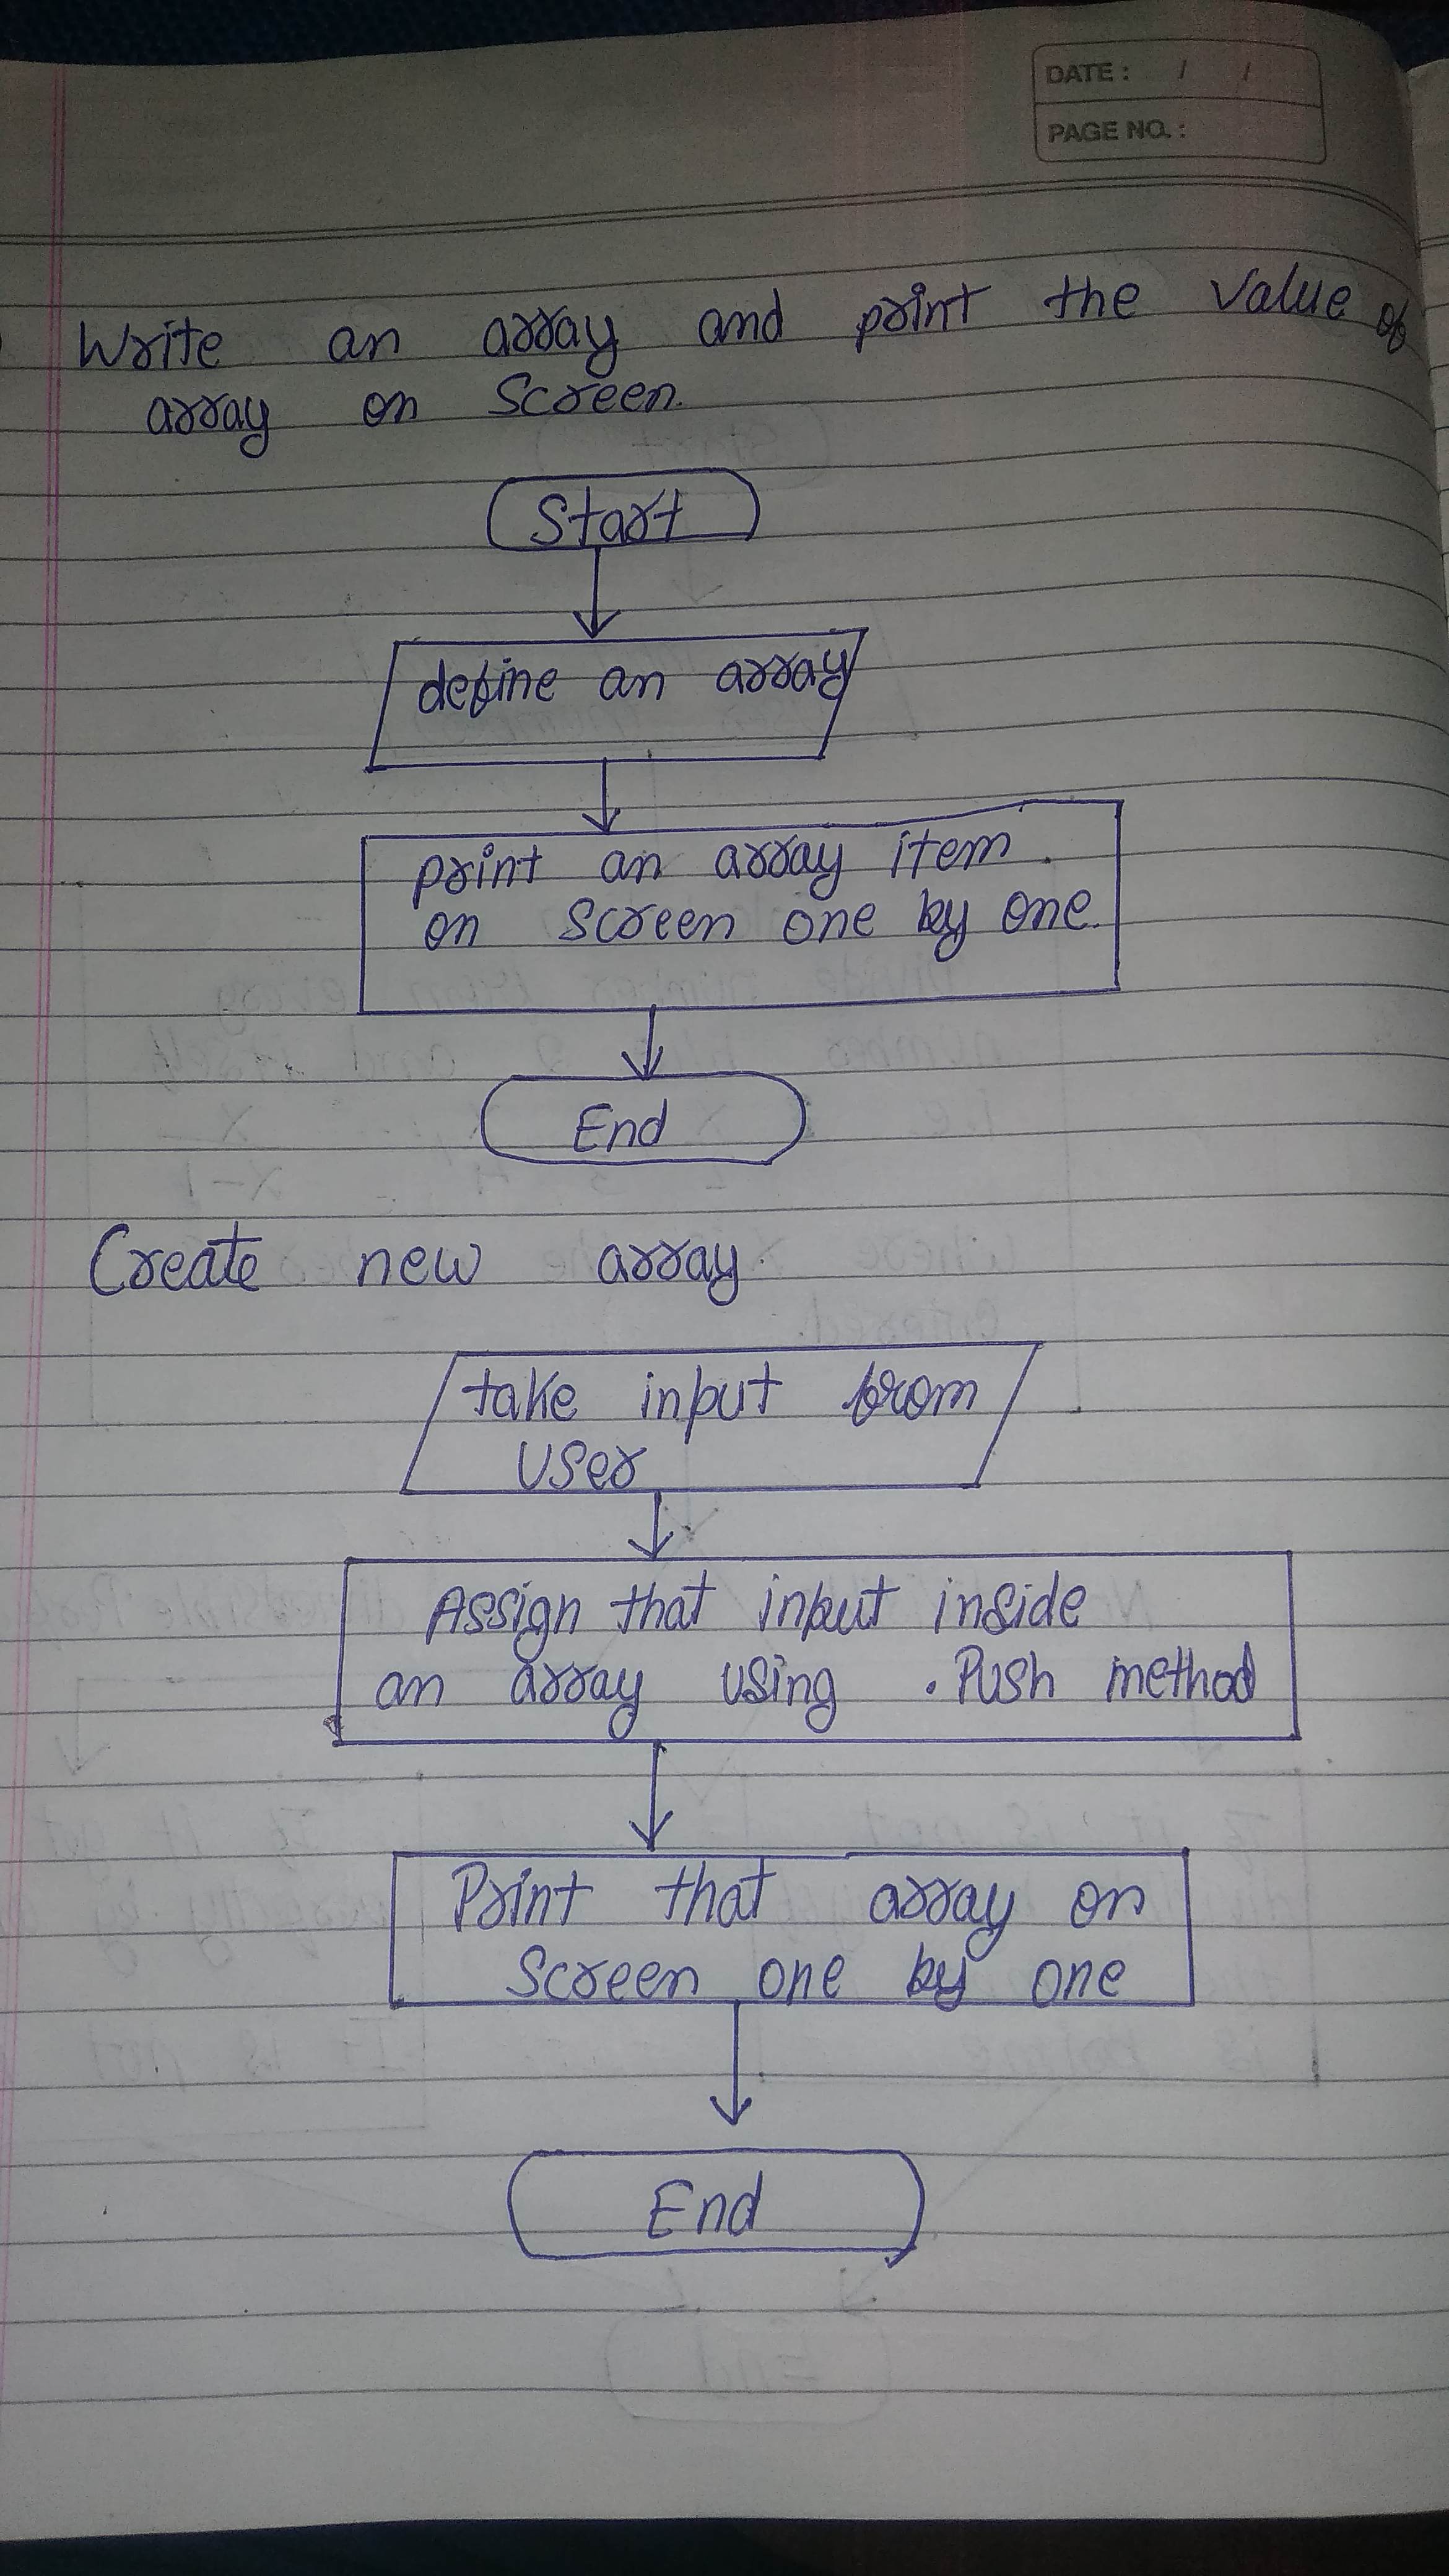 DATE : / /
PAGE NO. :
Write an array and print the value of
array on Screen.
Start
define an array
print an array item
on Screen one by one.
End
Create new array
take input from
user
Assign that input inside
an array using .Push method
Print that array on
Screen one by one
End